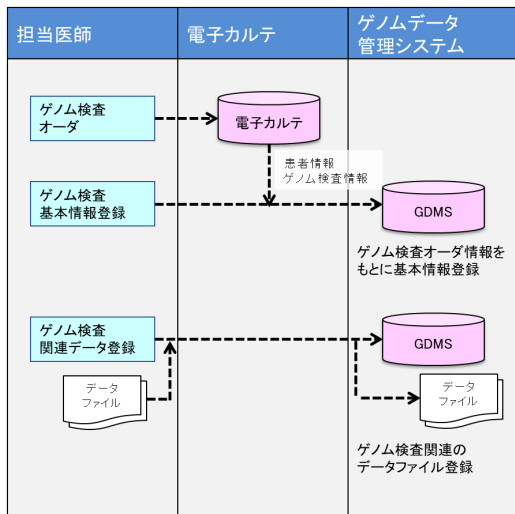 担当医師
電子カルテ
ゲノムデータ
管理システム
ゲノム検査
オーダ
電子カルテ
患者情報
ゲノム検査情報
ゲノム検査
基本情報登録
GDMS
ゲノム検査オーダ情報を
もとに基本情報登録
ゲノム検査
関連データ登録
GDMS
データ
ファイル
データ
ファイル
ゲノム検査関連の
データファイル登録